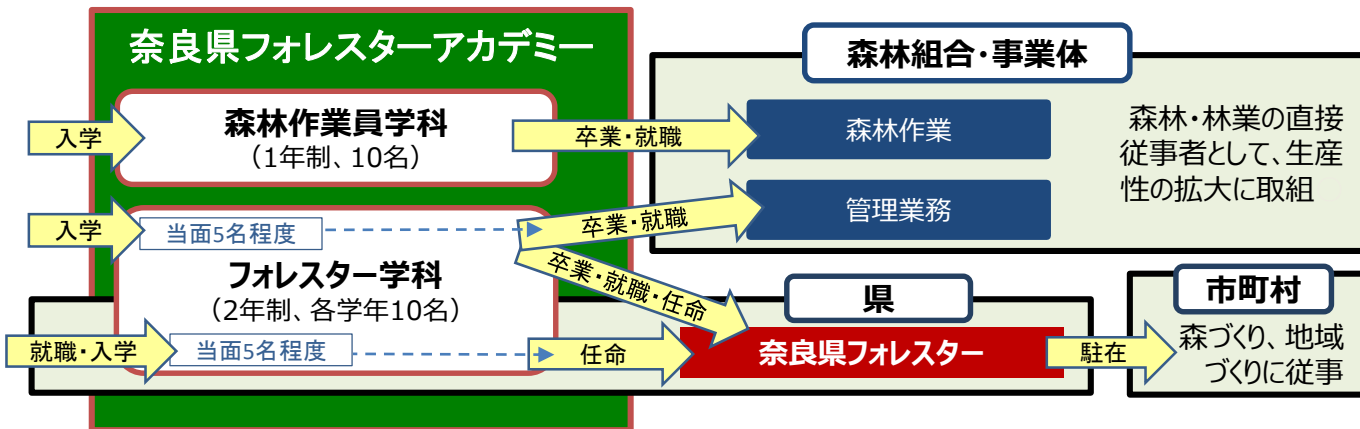 奈良県フォレスターアカデミー
森林組合・事業体
入学
森林作業員学科
（1年制、10名）
卒業・就職
森林作業
森林・林業の直接
従事者として、生産
性の拡大に取組
入学
当面5名程度
卒業・就職
管理業務
フォレスター学科
（2年制、各学年10名）
卒業・就職・任命
県
市町村
就職・入学
当面5名程度
任命
奈良県フォレスター
駐在
森づくり、地域
づくりに従事